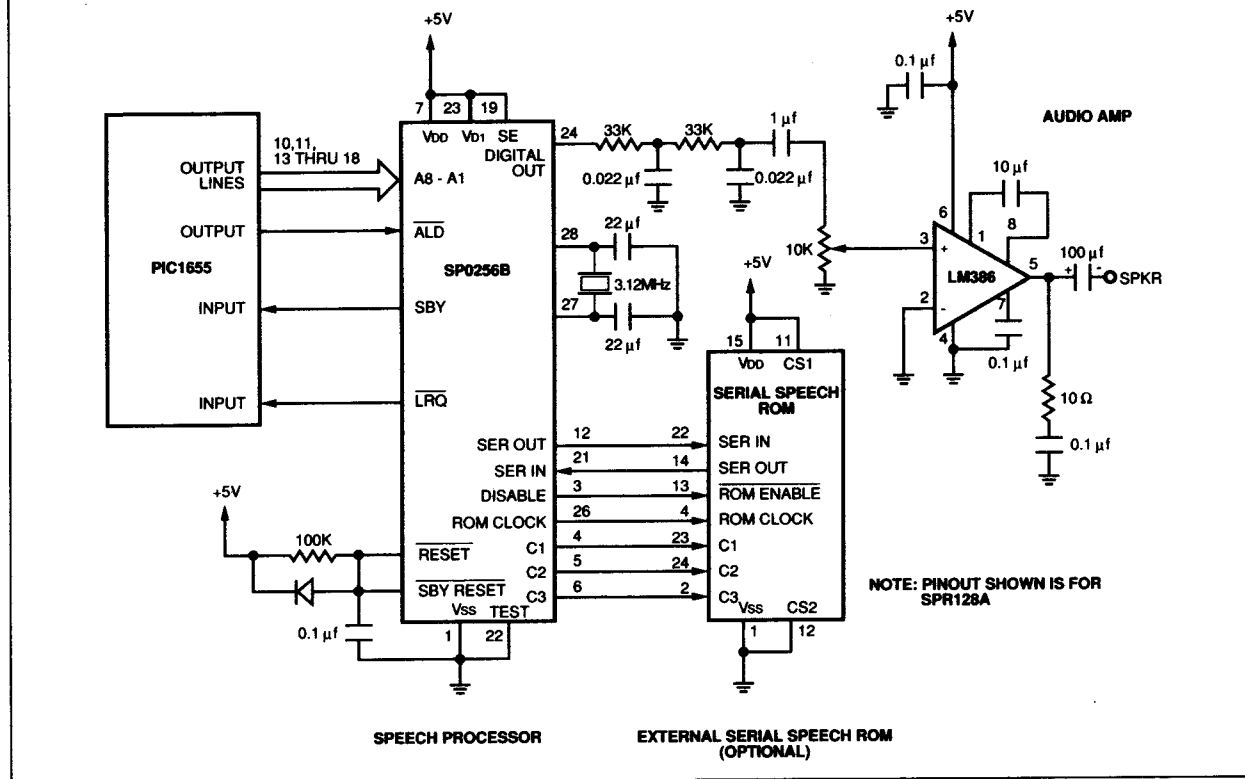 +5V
7
23
19
VDD
VD1
SE
24
DIGITAL
OUT
33K
33K
1 µf
0.022 µf
0.022 µf
10,11,
13 THRU 18
OUTPUT
LINES
A8 - A1
OUTPUT
ALD
PIC1655
SP0256B
INPUT
SBY
INPUT
LRQ
28
22 µf
3.12MHz
27
22 µf
10K
+5V
0.1 µf
AUDIO AMP
10 µf
6
1
8
3
+
LM386
5
100 µf
+
-
SPKR
2
-
7
4
0.1 µf
10 Ω
0.1 µf
+5V
15
11
VDD
CS1
SERIAL SPEECH
ROM
SER OUT
12
22
SER IN
SER IN
21
14
SER OUT
DISABLE
3
13
ROM ENABLE
ROM CLOCK
26
4
ROM CLOCK
C1
4
23
C1
C2
5
24
C2
C3
6
2
C3
+5V
100K
RESET
SBY RESET
0.1 µf
VSS
TEST
1
22
VSS
CS2
1
12
NOTE: PINOUT SHOWN IS FOR
SPR128A
SPEECH PROCESSOR
EXTERNAL SERIAL SPEECH ROM
(OPTIONAL)